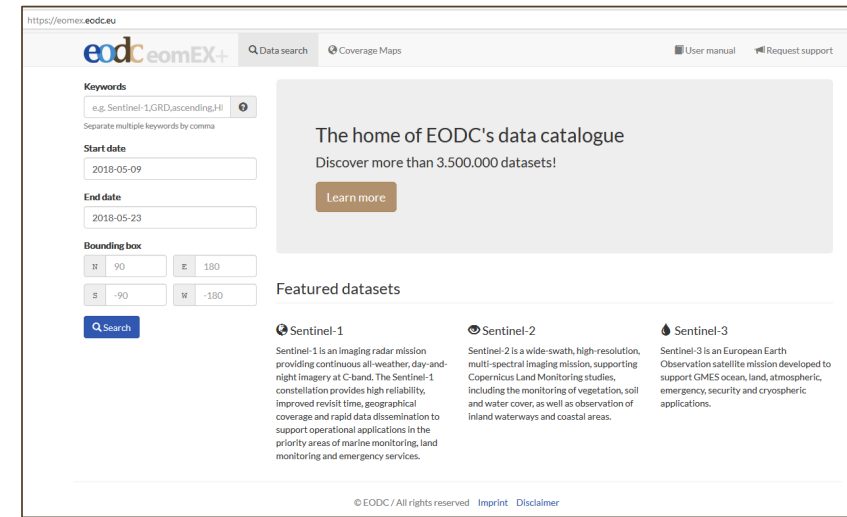 https://eomex.eodc.eu
eodc eomEX+
Data search
Coverage Maps
User manual
Request support
Keywords
e.g. Sentinel-1,GRD,ascending,HI
Separate multiple keywords by comma
Start date
2018-05-09
End date
2018-05-23
Bounding box
N 90 E 180
S -90 W -180
Search
The home of EODC's data catalogue
Discover more than 3.500.000 datasets!
Learn more
Featured datasets
Sentinel-1
Sentinel-1 is an imaging radar mission
providing continuous all-weather, day-and-
night imagery at C-band. The Sentinel-1
constellation provides high reliability,
improved revisit time, geographical
coverage and rapid data dissemination to
support operational applications in the
priority areas of marine monitoring, land
monitoring and emergency services.
Sentinel-2
Sentinel-2 is a wide-swath, high-resolution,
multi-spectral imaging mission, supporting
Copernicus Land Monitoring studies,
including the monitoring of vegetation, soil
and water cover, as well as observation of
inland waterways and coastal areas.
Sentinel-3
Sentinel-3 is an European Earth
Observation satellite mission developed to
support GMES ocean, land, atmospheric,
emergency, security and cryospheric
applications.
© EODC / All rights reserved Imprint Disclaimer